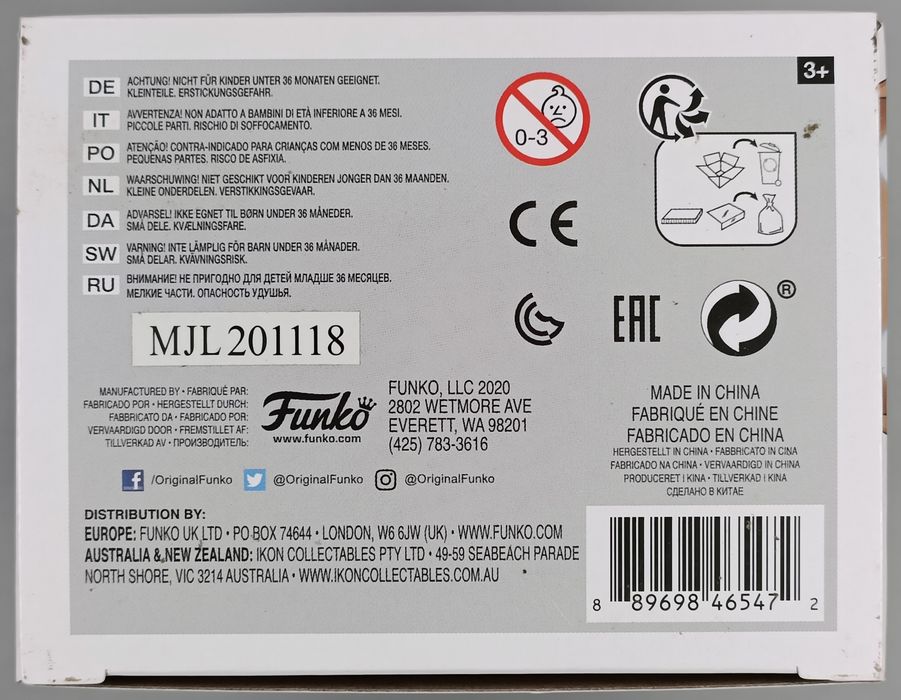 3+
DE ACHTUNG! NICHT FÜR KINDER UNTER 36 MONATEN GEEIGNET.
KLEINTEILE. ERSTICKUNGSGEFAHR.
IT AVVERTENZA! NON ADATTO A BAMBINI DI ETÀ INFERIORE A 36 MESI.
PICCOLE PARTI. RISCHIO DI SOFFOCAMENTO.
PO ATENÇÃO! CONTRA-INDICADO PARA CRIANÇAS COM MENOS DE 36 MESES.
PEQUENAS PARTES. RISCO DE ASFIXIA.
NL WAARSCHUWING! NIET GESCHIKT VOOR KINDEREN JONGER DAN 36 MAANDEN.
KLEINE ONDERDELEN. VERSTIKKINGSGEVAAR.
DA ADVARSEL! IKKE EGNET TIL BØRN UNDER 36 MÅNEDER.
SMÅ DELE. KVÆLNINGSFARE.
SW VARNING! INTE LÄMPLIG FÖR BARN UNDER 36 MÅNADER.
SMÅ DELAR. KVÄVNINGSRISK.
RU ВНИМАНИЕ! НЕ ПРИГОДНО ДЛЯ ДЕТЕЙ МЛАДШЕ 36 МЕСЯЦЕВ.
МЕЛКИЕ ЧАСТИ. ОПАСНОСТЬ УДУШЬЯ.
0-3
CE
EAC
®
MJL201118
MANUFACTURED BY • FABRIQUÉ PAR:
FABRICADO POR • HERGESTELLT DURCH:
FABBRICATO DA • FABRICADO POR:
VERVAARDIGD DOOR • FREMSTILLET AF:
TILLVERKAD AV • ПРОИЗВОДИТЕЛЬ:
Funko
www.funko.com
FUNKO, LLC 2020
2802 WETMORE AVE
EVERETT, WA 98201
(425) 783-3616
MADE IN CHINA
FABRIQUÉ EN CHINE
FABRICADO EN CHINA
HERGESTELLT IN CHINA • FABBRICATO IN CINA
FABRICADO NA CHINA • VERVAARDIGD IN CHINA
PRODUCERET I KINA • TILLVERKAD I KINA
СДЕЛАНО В КИТАЕ
/OriginalFunko @OriginalFunko @OriginalFunko
DISTRIBUTION BY:
EUROPE: FUNKO UK LTD • PO BOX 74644 • LONDON, W6 6JW (UK) • WWW.FUNKO.COM
AUSTRALIA & NEW ZEALAND: IKON COLLECTABLES PTY LTD • 49-59 SEABEACH PARADE
NORTH SHORE, VIC 3214 AUSTRALIA • WWW.IKONCOLLECTABLES.COM.AU
8 89698 46547 2